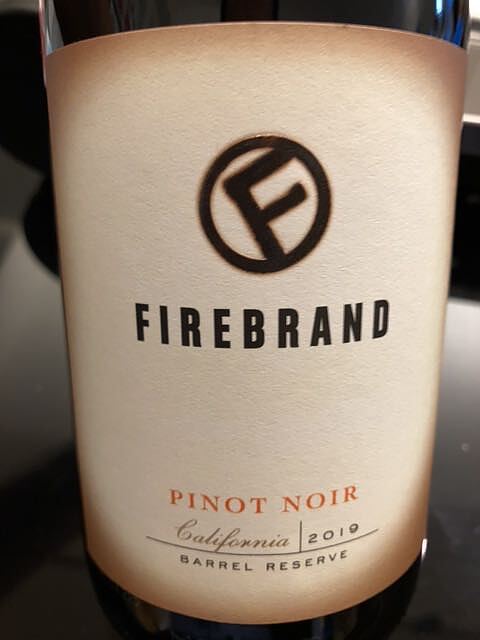 F
FIREBRAND
PINOT NOIR
California | 2019
BARREL RESERVE